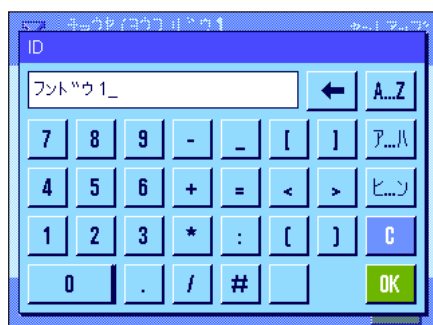 ID
フンドウ 1_
A...Z
7 8 9 - _ [ ] ア...ハ
4 5 6 + = < > ヒ...ン
1 2 3 * : ( ) C
0 . / # OK